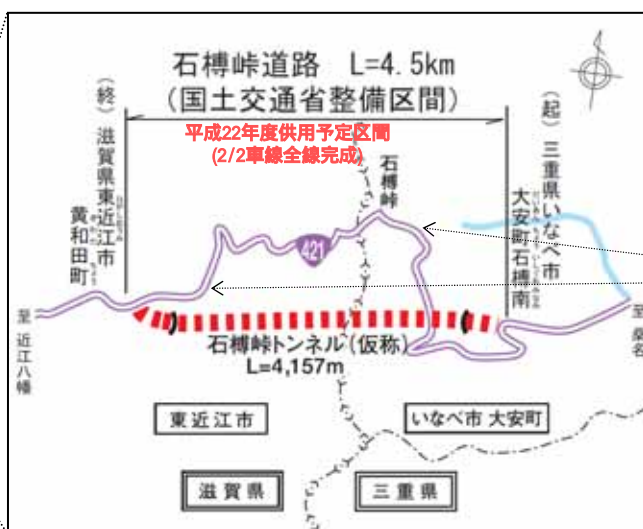 石榑峠道路 L=4.5km
(国土交通省整備区間)
平成22年度供用予定区間
(2/2車線全線完成)
石榑峠
(終) 滋賀県東近江市
黄和田町
(起) 三重県いなべ市
大安町石榑南
421
至 近江八幡
至 桑名
石榑峠トンネル(仮称)
L=4,157m
東近江市
いなべ市 大安町
滋賀県
三重県